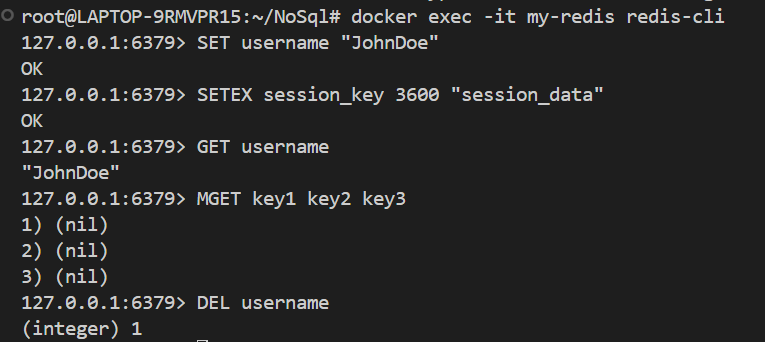 root@LAPTOP-9RMVPR15:~/NoSql# docker exec -it my-redis redis-cli
127.0.0.1:6379> SET username "JohnDoe"
OK
127.0.0.1:6379> SETEX session_key 3600 "session_data"
OK
127.0.0.1:6379> GET username
"JohnDoe"
127.0.0.1:6379> MGET key1 key2 key3
1) (nil)
2) (nil)
3) (nil)
127.0.0.1:6379> DEL username
(integer) 1